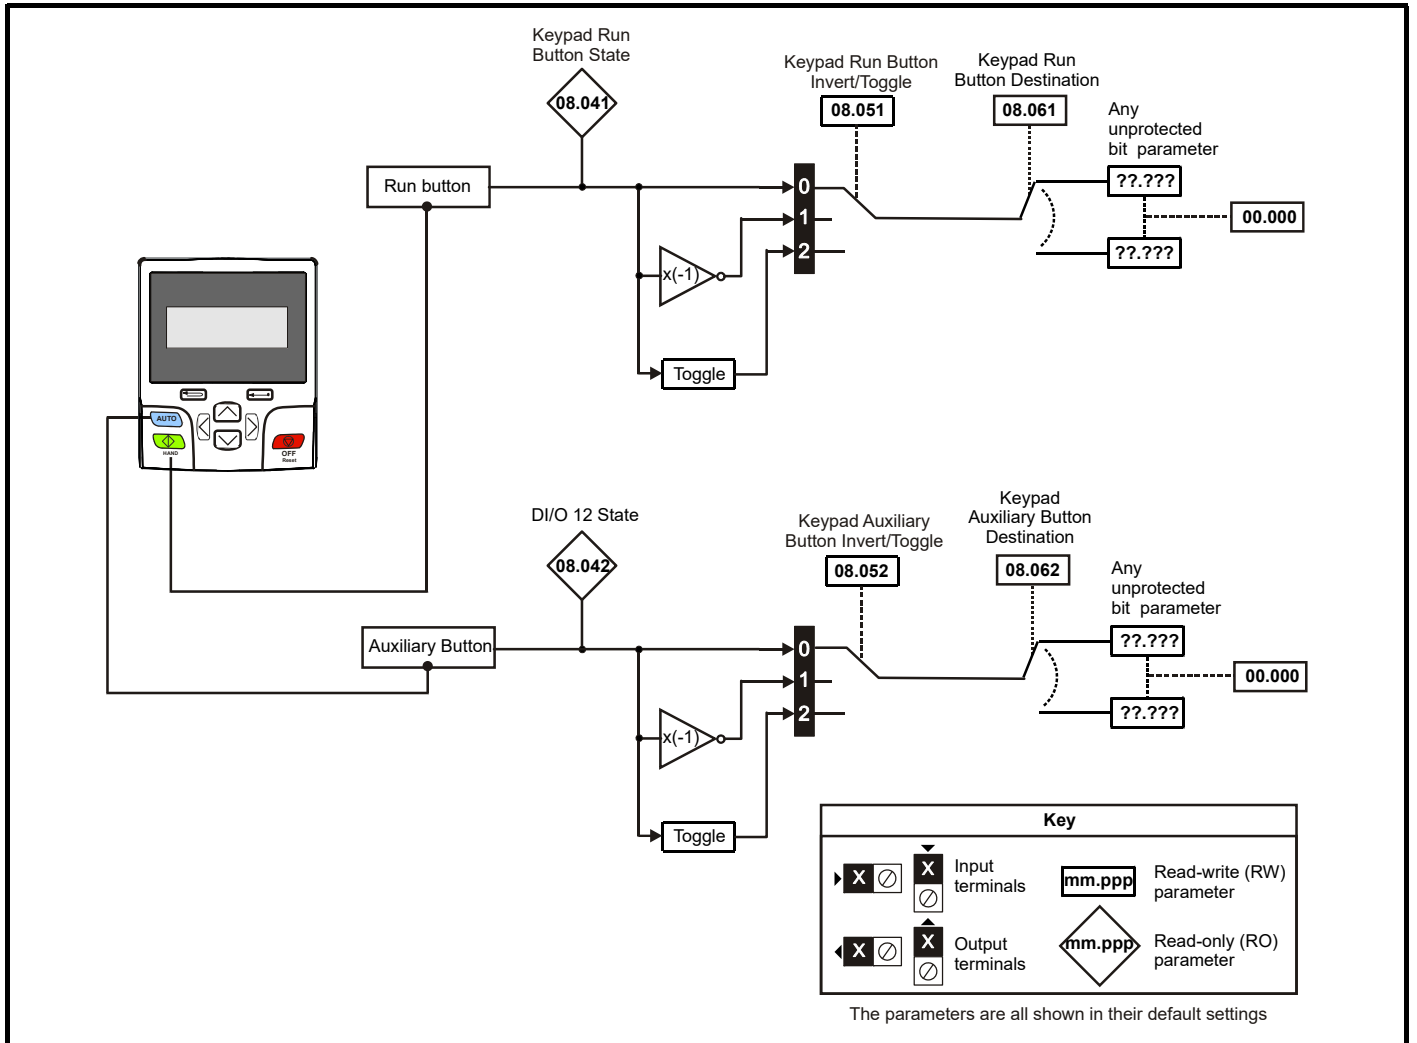 Keypad Run
Button State
08.041
Keypad Run Button
Invert/Toggle
08.051
Keypad Run
Button Destination
08.061
Any
unprotected
bit parameter
Run button
0
1
2
??.???
00.000
??.???
x(-1)
Toggle
AUTO
HAND
OFF
Reset
DI/O 12 State
08.042
Keypad Auxiliary
Button Invert/Toggle
08.052
Keypad
Auxiliary Button
Destination
08.062
Any
unprotected
bit parameter
Auxiliary Button
0
1
2
??.???
00.000
??.???
x(-1)
Toggle
Key
X
X
Input
terminals
mm.ppp
Read-write (RW)
parameter
X
X
Output
terminals
mm.ppp
Read-only (RO)
parameter
The parameters are all shown in their default settings